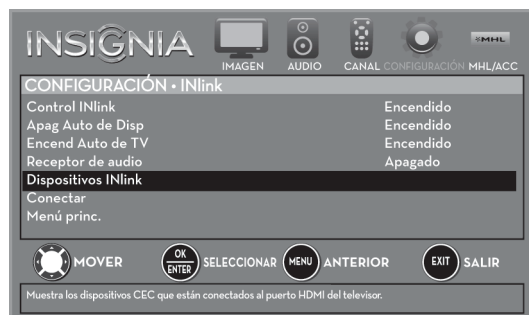 INSIGNIA
IMAGEN AUDIO CANAL CONFIGURACIÓN MHL MHL/ACC
CONFIGURACIÓN • INlink
Control INlink Encendido
Apag Auto de Disp Encendido
Encend Auto de TV Encendido
Receptor de audio Apagado
Dispositivos INlink
Conectar
Menú princ.
MOVER OK ENTER SELECCIONAR MENU ANTERIOR EXIT SALIR
Muestra los dispositivos CEC que están conectados al puerto HDMI del televisor.